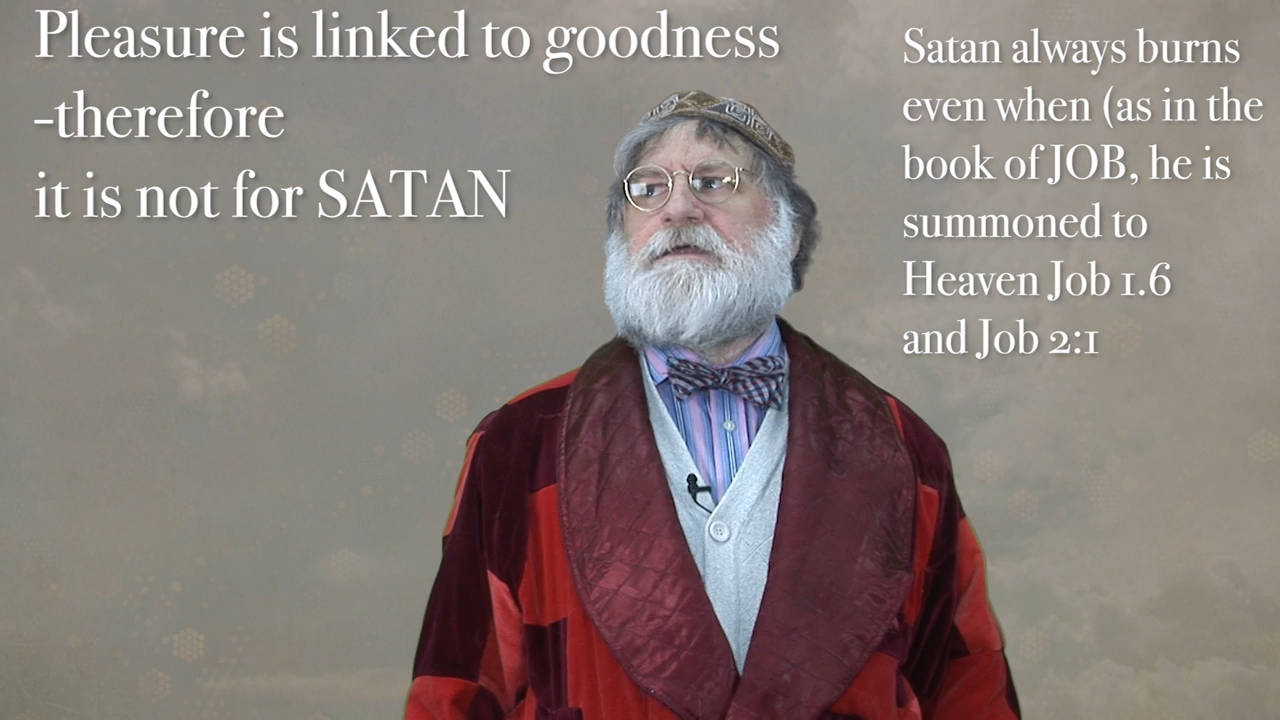 Pleasure is linked to goodness
-therefore
it is not for SATAN
Satan always burns
even when (as in the
book of JOB, he is
summoned to
Heaven Job 1.6
and Job 2:1